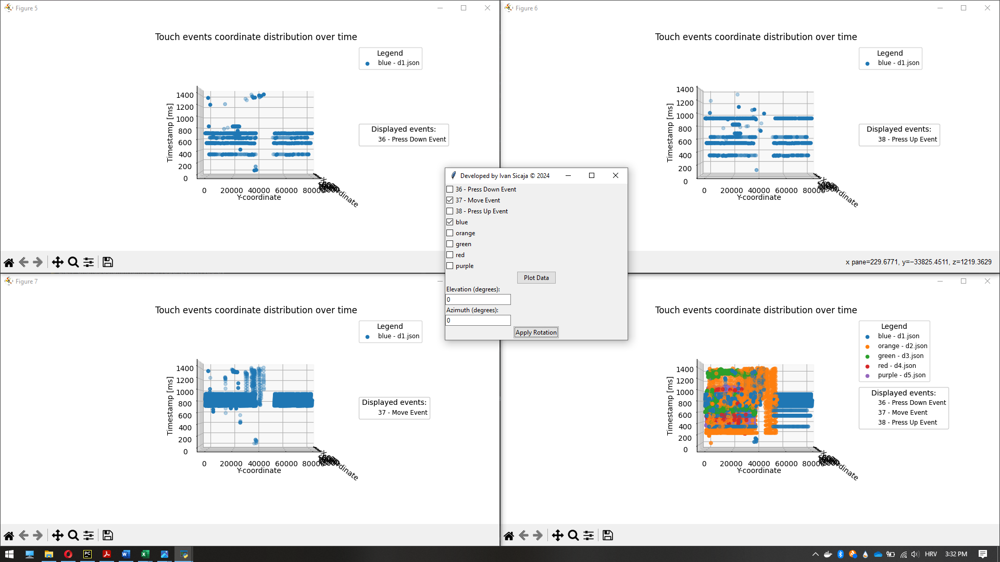 Figure 5
Touch events coordinate distribution over time
Legend
blue - d1.json
Displayed events:
36 - Press Down Event
Timestamp [ms]
1400
1200
1000
800
600
400
200
0
0
20000
40000
60000
80000
Y-coordinate
Figure 6
Touch events coordinate distribution over time
Legend
blue - d1.json
Displayed events:
38 - Press Up Event
Timestamp [ms]
1400
1200
1000
800
600
400
200
0
0
20000
40000
60000
80000
Y-coordinate
x pane=229.6771, y=−33825.4511, z=1219.3629
Developed by Ivan Sicaja © 2024
36 - Press Down Event
37 - Move Event
38 - Press Up Event
blue
orange
green
red
purple
Plot Data
Elevation (degrees):
0
Azimuth (degrees):
0
Apply Rotation
Figure 7
Touch events coordinate distribution over time
Legend
blue - d1.json
Displayed events:
37 - Move Event
Timestamp [ms]
1400
1200
1000
800
600
400
200
0
0
20000
40000
60000
80000
Y-coordinate
Touch events coordinate distribution over time
Legend
blue - d1.json
orange - d2.json
green - d3.json
red - d4.json
purple - d5.json
Displayed events:
36 - Press Down Event
37 - Move Event
38 - Press Up Event
Timestamp [ms]
1400
1200
1000
800
600
400
200
0
0
20000
40000
60000
80000
Y-coordinate
PC
HRV
3:32 PM